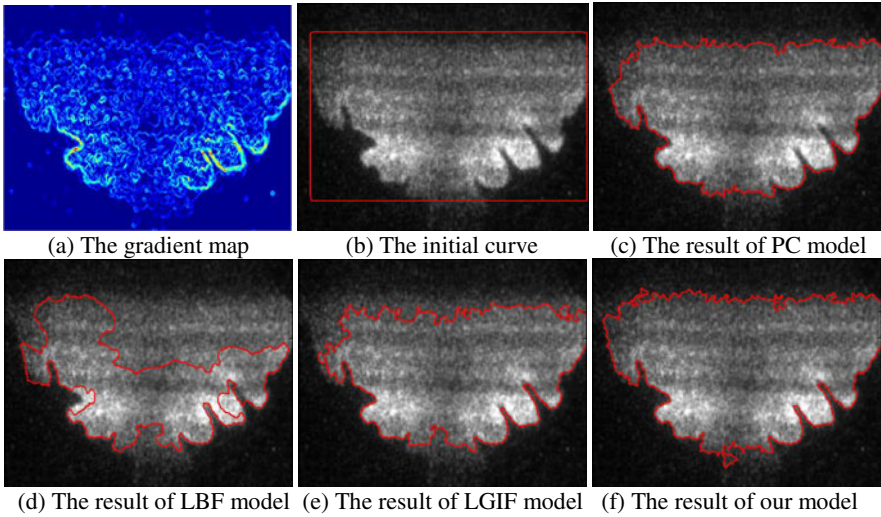 (a) The gradient map
(b) The initial curve
(c) The result of PC model
(d) The result of LBF model
(e) The result of LGIF model
(f) The result of our model